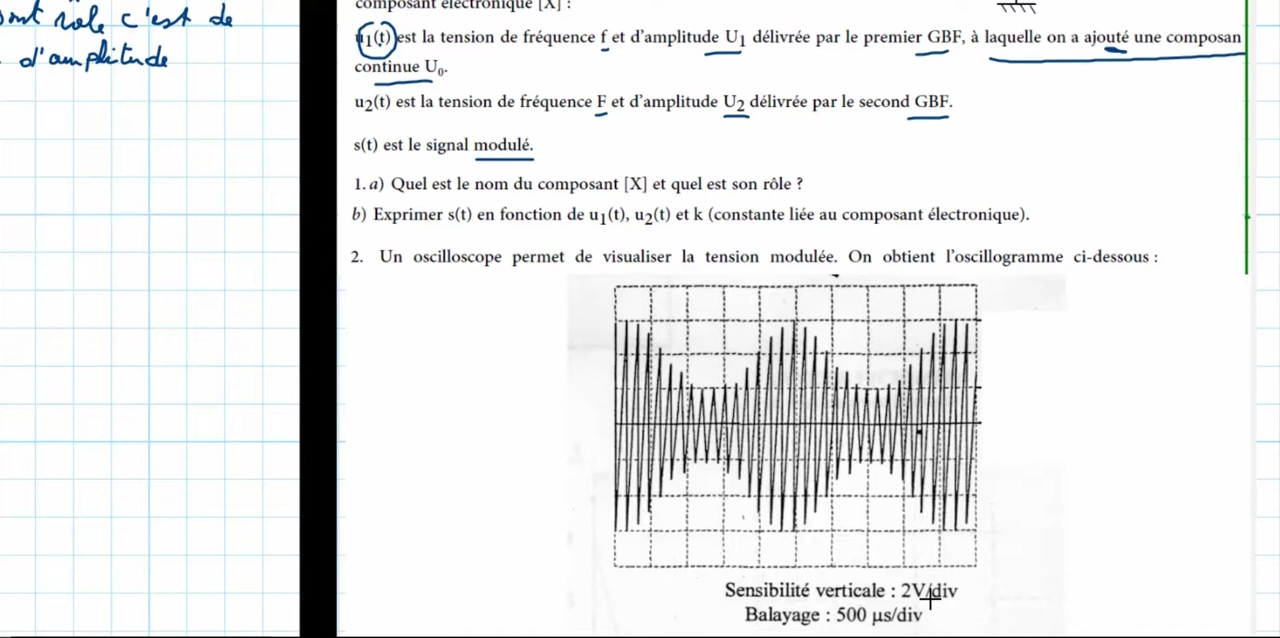 composant électronique [X] :
ont rôle c'est de
d'amplitude
u1(t) est la tension de fréquence f et d'amplitude U1 délivrée par le premier GBF, à laquelle on a ajouté une composan
continue U0.
u2(t) est la tension de fréquence F et d'amplitude U2 délivrée par le second GBF.
s(t) est le signal modulé.
1. a) Quel est le nom du composant [X] et quel est son rôle ?
b) Exprimer s(t) en fonction de u1(t), u2(t) et k (constante liée au composant électronique).
2. Un oscilloscope permet de visualiser la tension modulée. On obtient l'oscillogramme ci-dessous :
Sensibilité verticale : 2V/div
Balayage : 500 µs/div